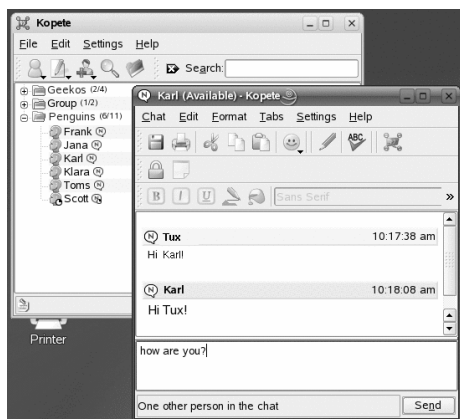 Kopete
File Edit Settings Help
Search:
Geekos (2/4)
Group (1/2)
Penguins (6/11)
Frank
Jana
Karl
Klara
Toms
Scott
Printer
Karl (Available) - Kopete
Chat Edit Format Tabs Settings Help
ABC
B I U Sans Serif »
Tux 10:17:38 am
Hi Karl!
Karl 10:18:08 am
Hi Tux!
how are you?
One other person in the chat Send